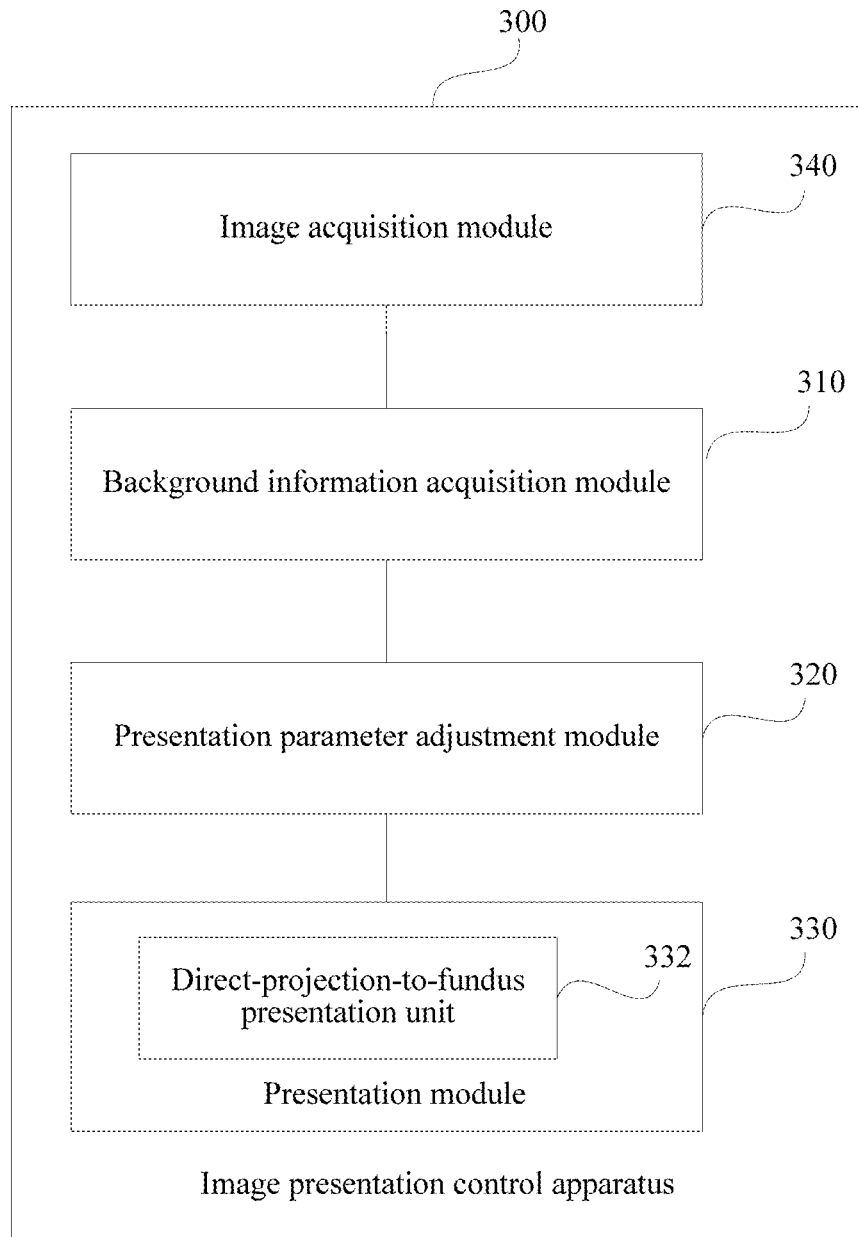 300
340
Image acquisition module
310
Background information acquisition module
320
Presentation parameter adjustment module
330
332
Direct-projection-to-fundus
presentation unit
Presentation module
Image presentation control apparatus